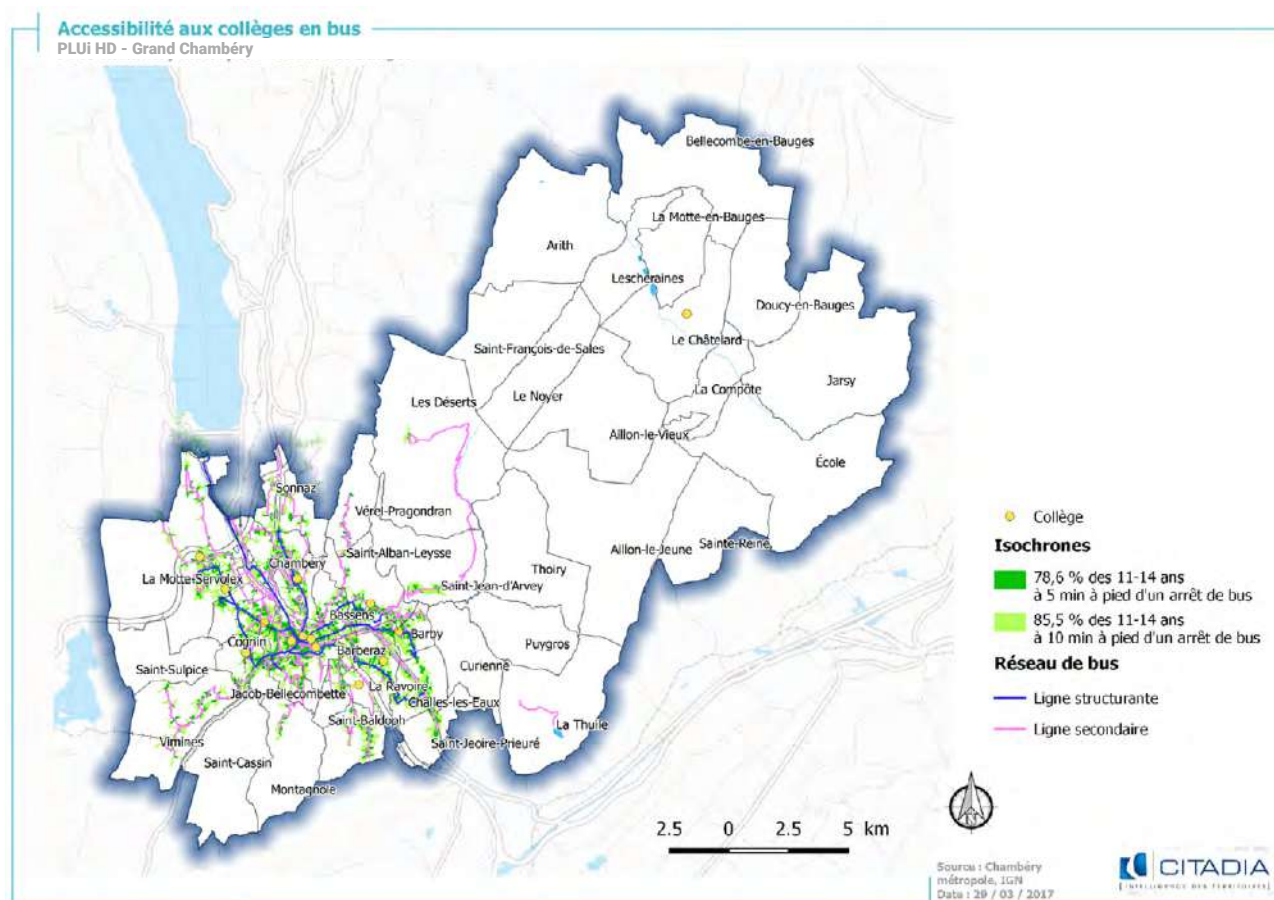 Accessibilité aux collèges en bus
PLUi HD - Grand Chambéry
Bellecombe-en-Bauges
La Motte-en-Bauges
Arith
Lescheraines
Doucy-en-Bauges
Le Châtelard
Saint-François-de-Sales
Jarsy
La Compôte
Le Noyer
Les Déserts
Aillon-le-Vieux
École
Sonnaz
Vérel-Pragondran
Saint-Alban-Leysse
Aillon-le-Jeune
Sainte-Reine
Chambéry
Thoiry
La Motte-Servolex
Saint-Jean-d'Arvey
Bassens
Barby
Cognin
Barberaz
Puygros
Curienne
Saint-Sulpice
Jacob-Bellecombette
La Ravoire
Challes-les-Eaux
Saint-Baldoph
La Thuile
Vimines
Saint-Jeoire-Prieuré
Saint-Cassin
Montagnole
Collège
Isochrones
78,6 % des 11-14 ans
à 5 min à pied d'un arrêt de bus
85,5 % des 11-14 ans
à 10 min à pied d'un arrêt de bus
Réseau de bus
Ligne structurante
Ligne secondaire
2.5 0 2.5 5 km
Source : Chambéry
métropole, IGN
Date : 29 / 03 / 2017
CITADIA
[INTELLIGENCE DES TERRITOIRES]